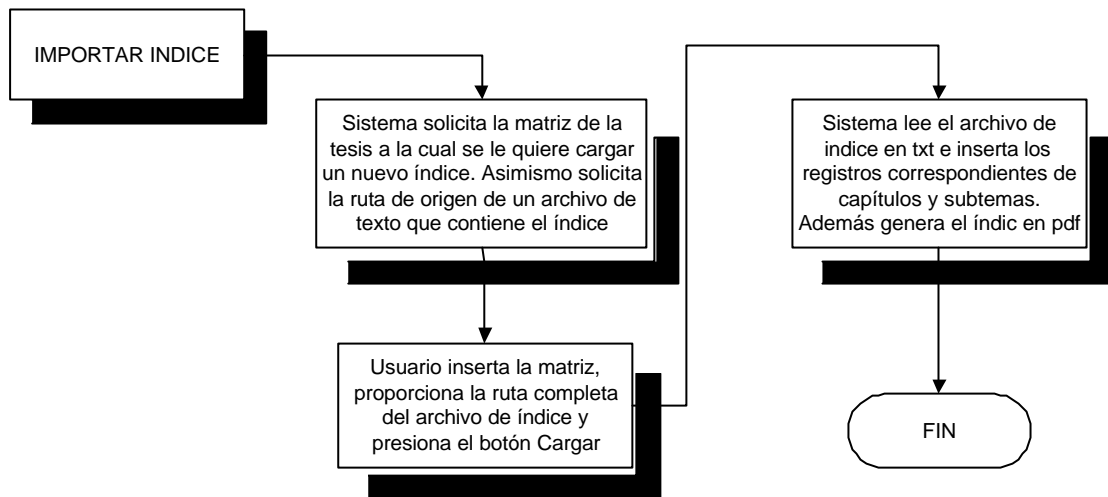 IMPORTAR INDICE
Sistema solicita la matriz de la
tesis a la cual se le quiere cargar
un nuevo índice. Asimismo solicita
la ruta de origen de un archivo de
texto que contiene el índice
Usuario inserta la matriz,
proporciona la ruta completa
del archivo de índice y
presiona el botón Cargar
Sistema lee el archivo de
indice en txt e inserta los
registros correspondientes de
capítulos y subtemas.
Además genera el índic en pdf
FIN